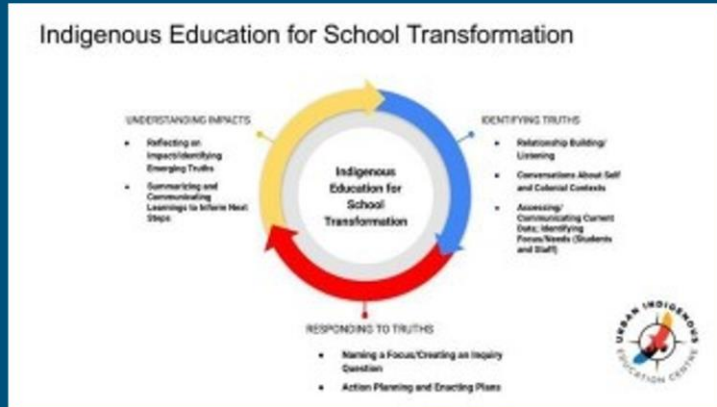 Indigenous Education for School Transformation
UNDERSTANDING IMPACTS
Reflecting on
Impact/Identifying
Emerging Truths
Summarizing and
Communicating
Learnings to Inform Next
Steps
Indigenous
Education for
School
Transformation
IDENTIFYING TRUTHS
Relationship Building/
Listening
Conversations About Self
and Colonial Contexts
Accessing/
Communicating Current
Data; Identifying
Focus/Needs (Students
and Staff)
RESPONDING TO TRUTHS
Naming a Focus/Creating an Inquiry
Question
Action Planning and Enacting Plans
URBAN INDIGENOUS
EDUCATION CENTRE